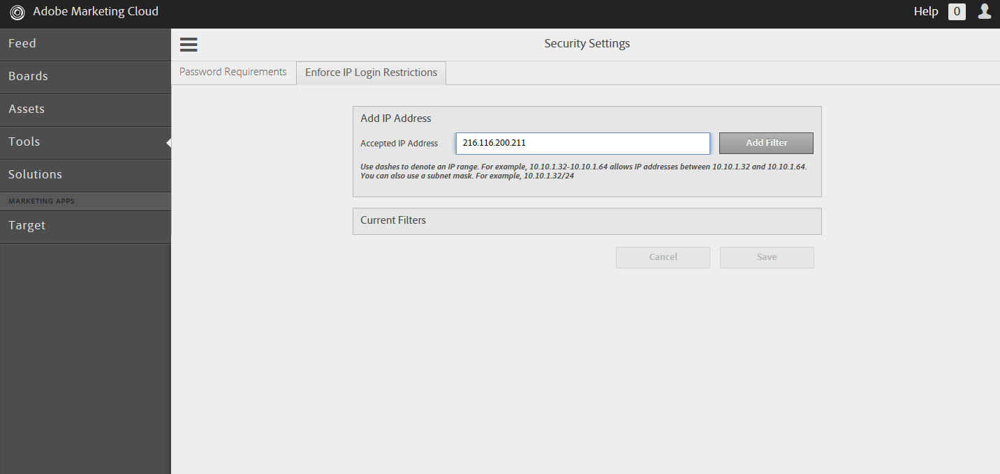 Adobe Marketing Cloud
Help
0
Feed
Boards
Assets
Tools
Solutions
MARKETING APPS
Target
Security Settings
Password Requirements
Enforce IP Login Restrictions
Add IP Address
Accepted IP Address
216.116.200.211
Add Filter
Use dashes to denote an IP range. For example, 10.10.1.32-10.10.1.64 allows IP addresses between 10.10.1.32 and 10.10.1.64.
You can also use a subnet mask. For example, 10.10.1.32/24
Current Filters
Cancel
Save